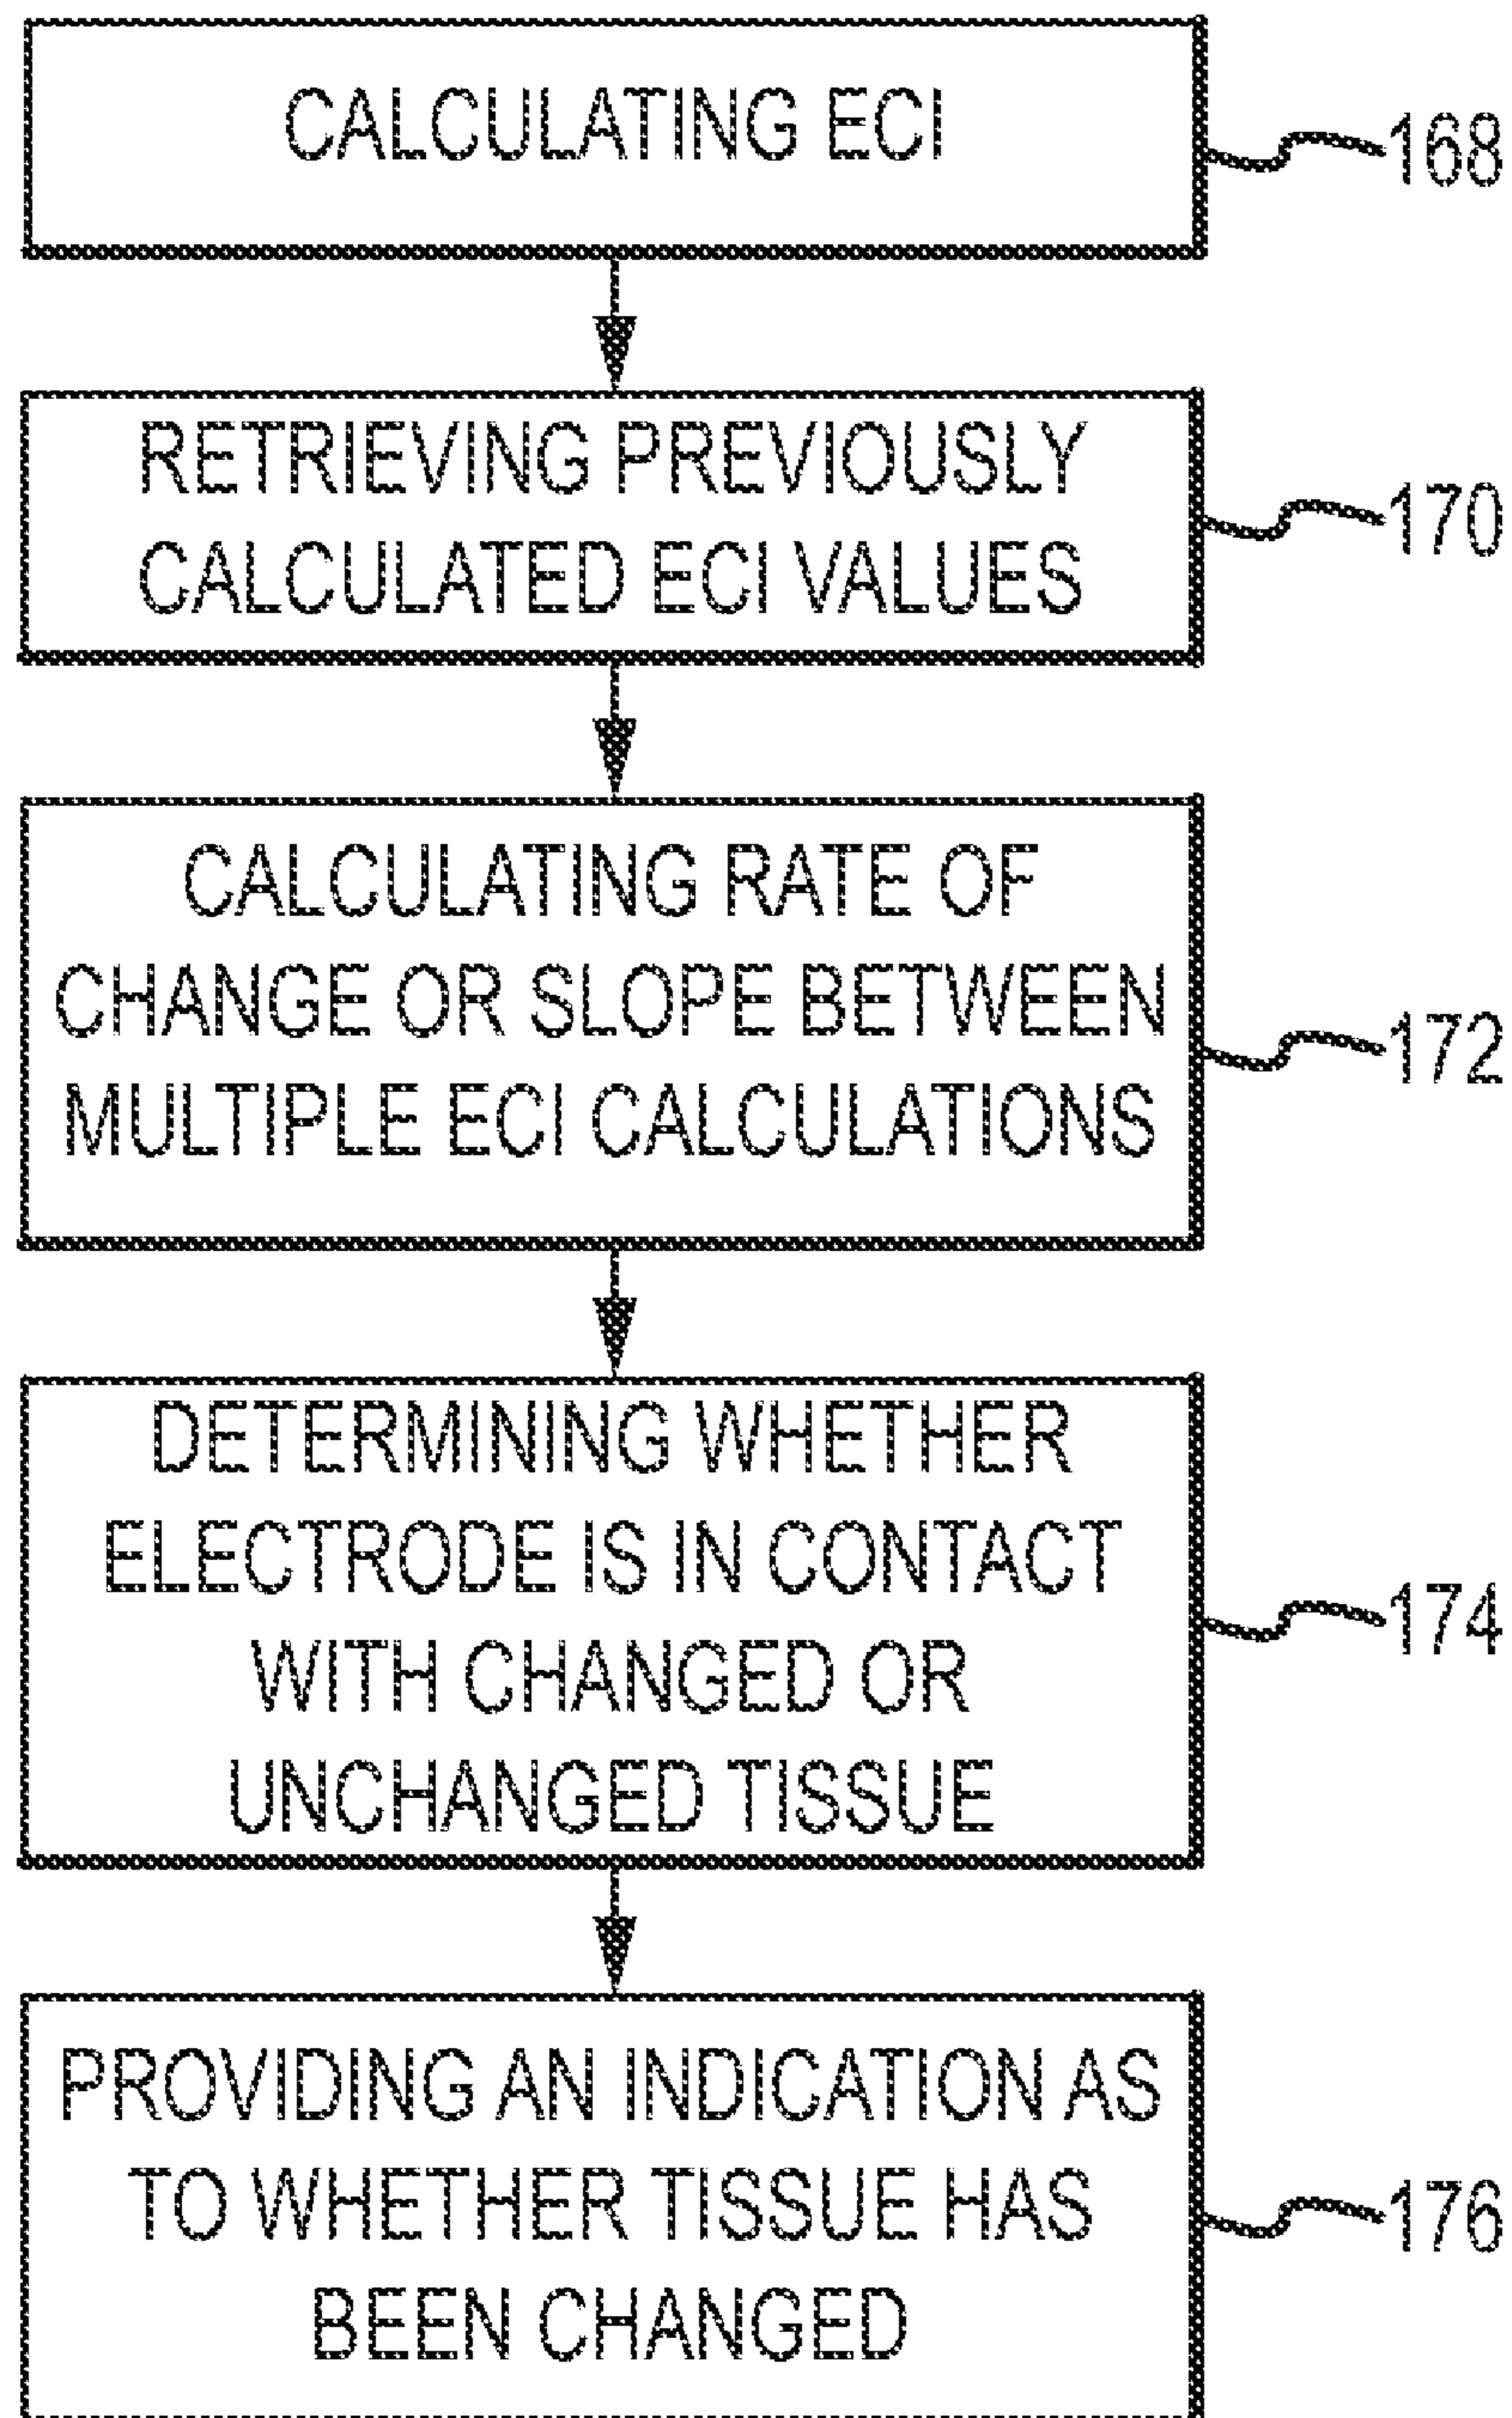 CALCULATING ECI
168
RETRIEVING PREVIOUSLY
CALCULATED ECI VALUES
170
CALCULATING RATE OF
CHANGE OR SLOPE BETWEEN
MULTIPLE ECI CALCULATIONS
172
DETERMINING WHETHER
ELECTRODE IS IN CONTACT
WITH CHANGED OR
UNCHANGED TISSUE
174
PROVIDING AN INDICATION AS
TO WHETHER TISSUE HAS
BEEN CHANGED
176